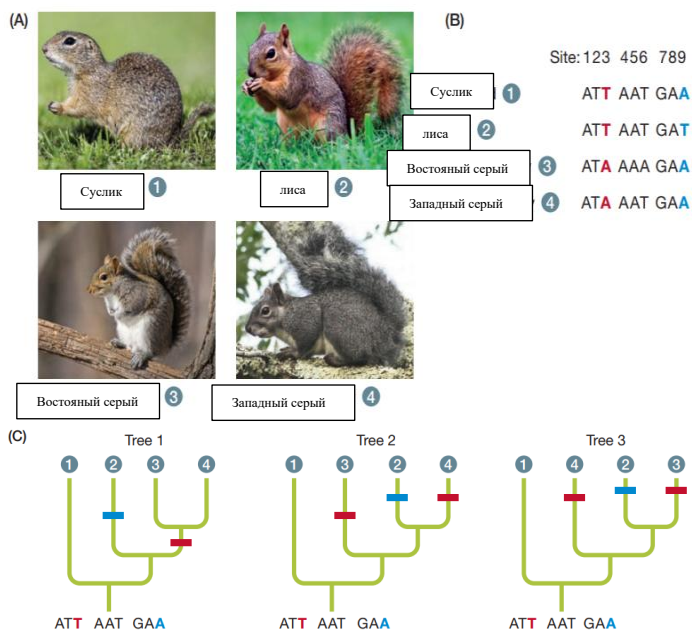 (A)
(B)
Site: 123 456 789
Суслик 1 ATT AAT GAA
лиса 2 ATT AAT GAT
Востояный серый 3 ATA AAA GAA
Западный серый 4 ATA AAT GAA
Суслик 1
лиса 2
Востояный серый 3
Западный серый 4
(C)
Tree 1
Tree 2
Tree 3
1 2 3 4
1 3 2 4
1 4 2 3
ATT AAT GAA
ATT AAT GAA
ATT AAT GAA